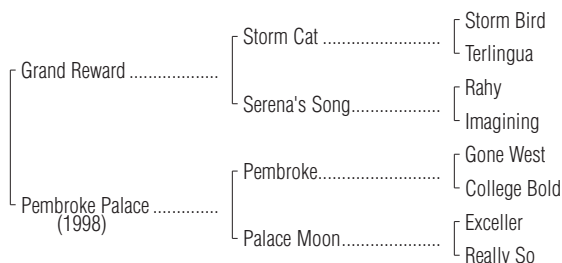 Storm Bird
Storm Cat ........................
Terlingua
Grand Reward ..................
Rahy
Serena's Song..................
Imagining
Gone West
Pembroke.........................
College Bold
Pembroke Palace .............
(1998)
Exceller
Palace Moon....................
Really So